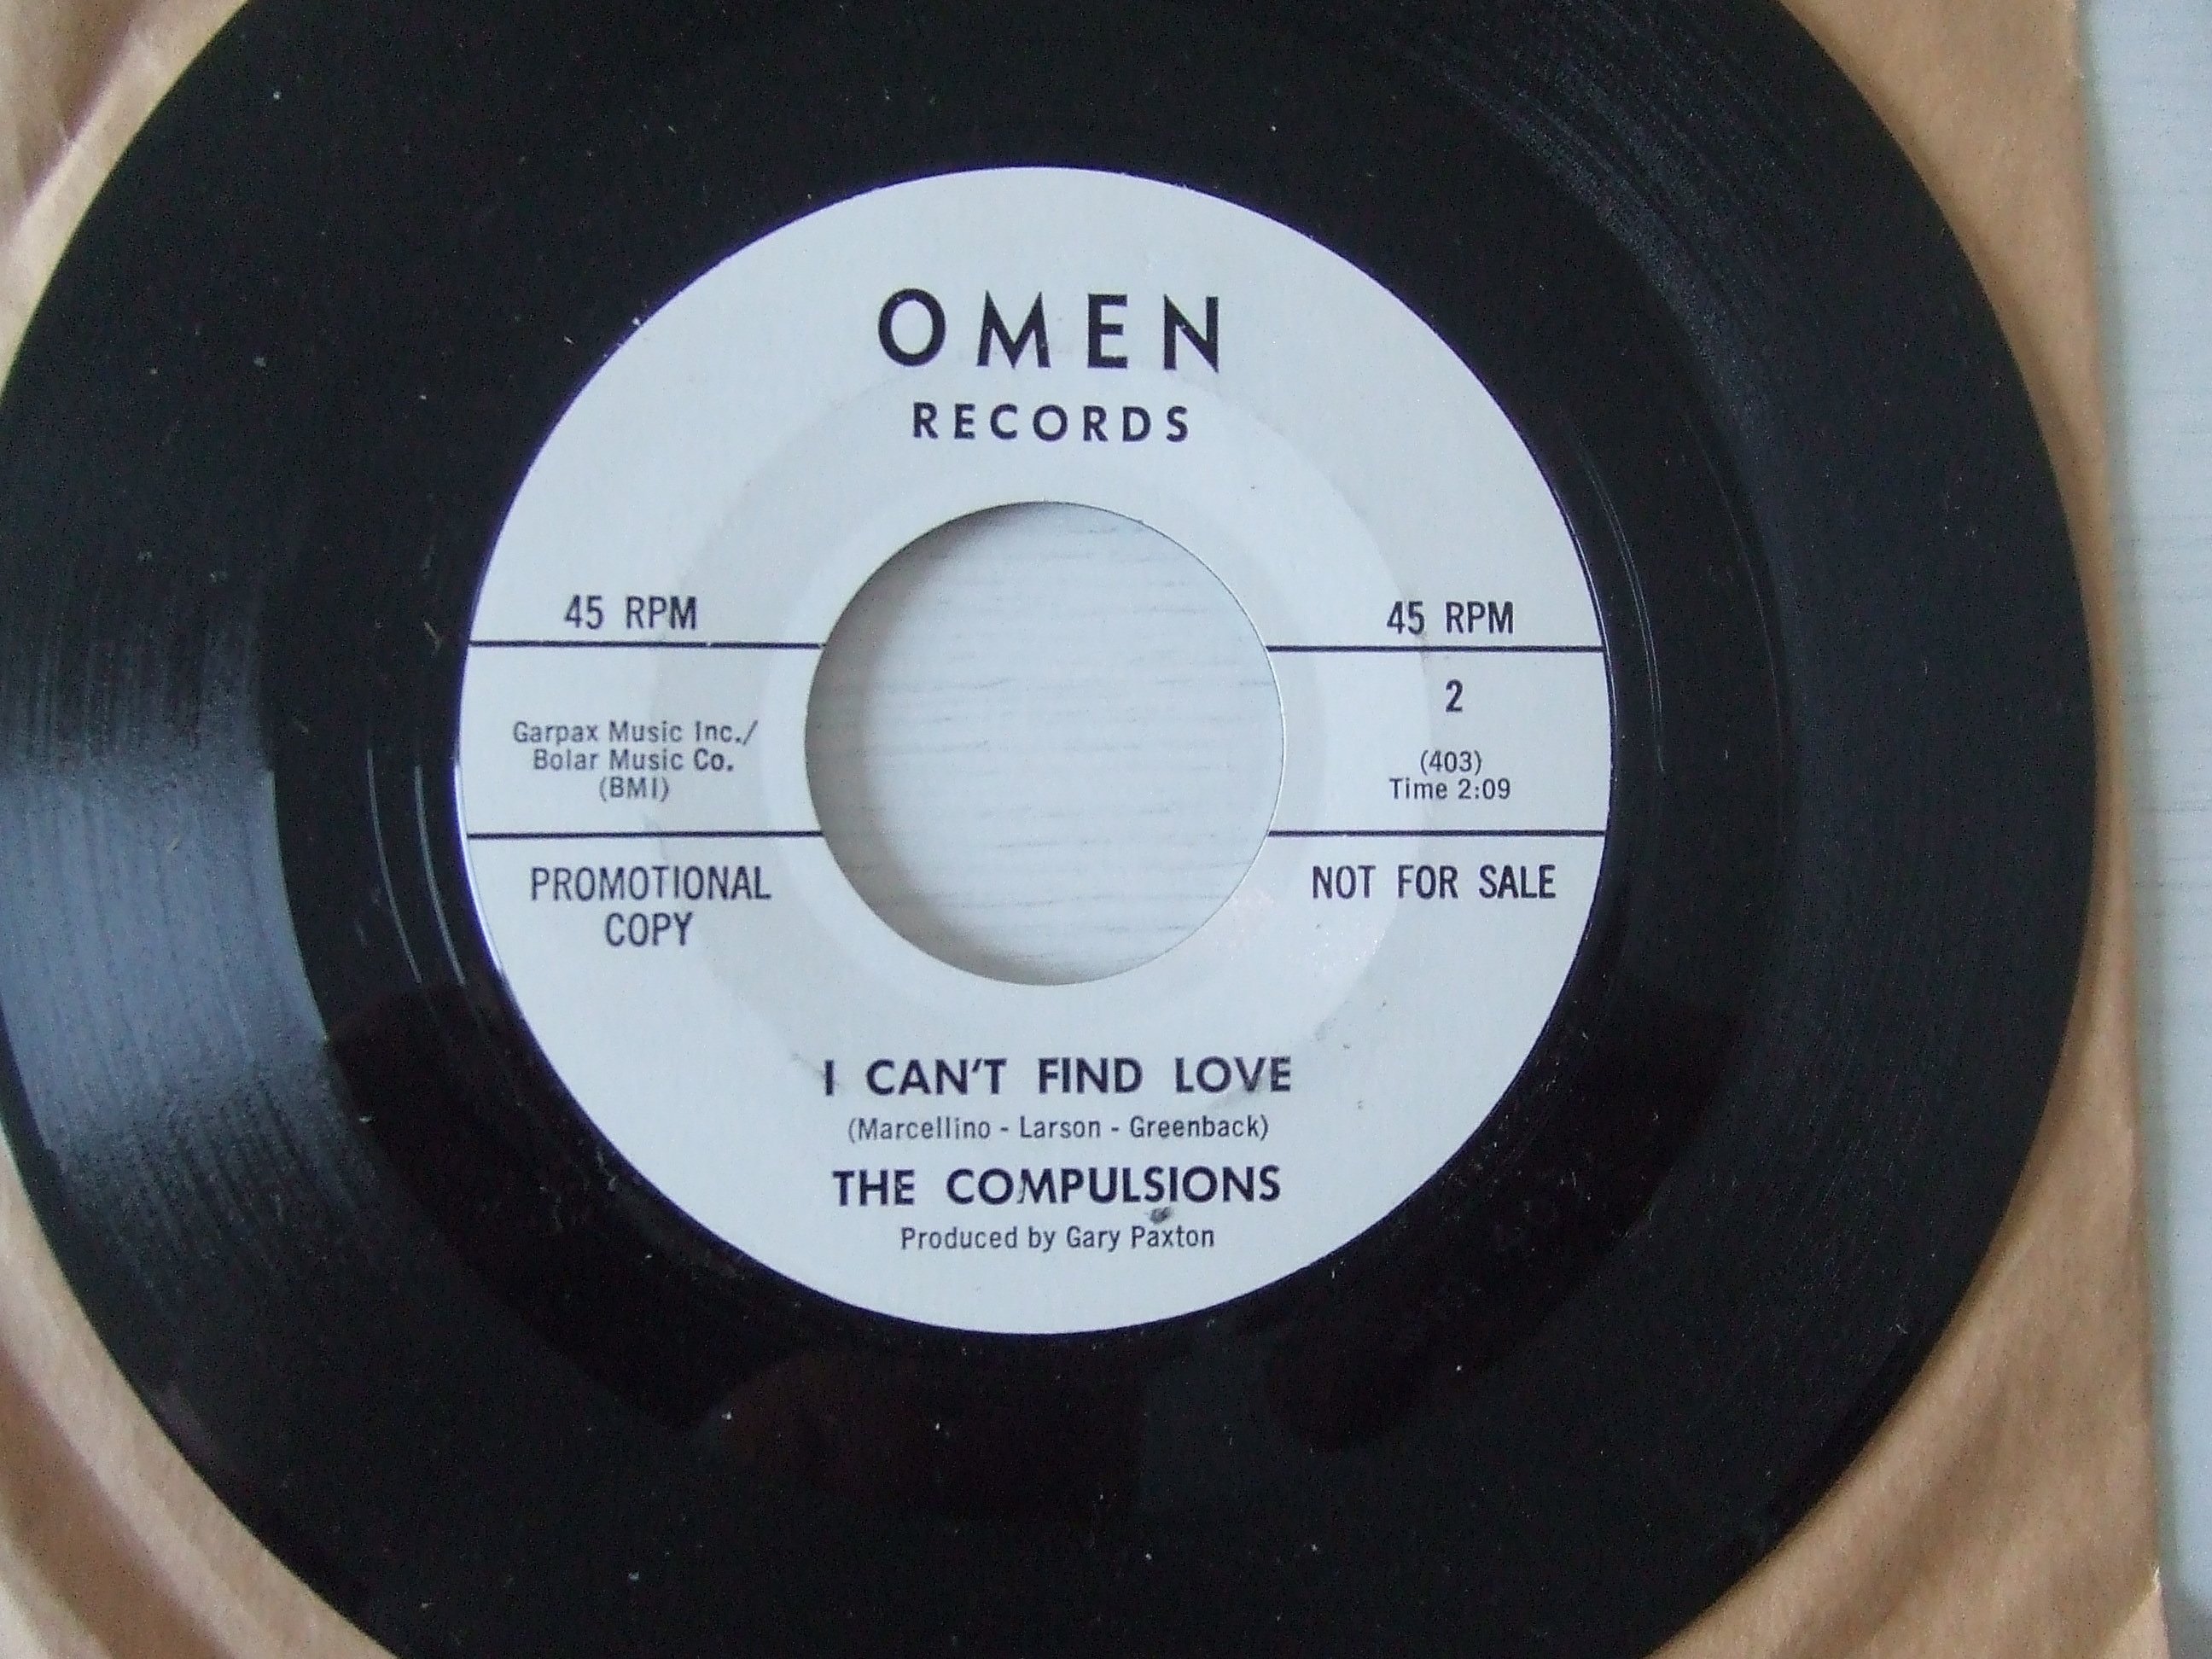 OMEN
RECORDS
45 RPM
45 RPM
Garpax Music Inc./
Bolar Music Co.
(BMI)
2
(403)
Time 2:09
PROMOTIONAL
COPY
NOT FOR SALE
I CAN'T FIND LOVE
(Marcellino - Larson - Greenback)
THE COMPULSIONS
Produced by Gary Paxton